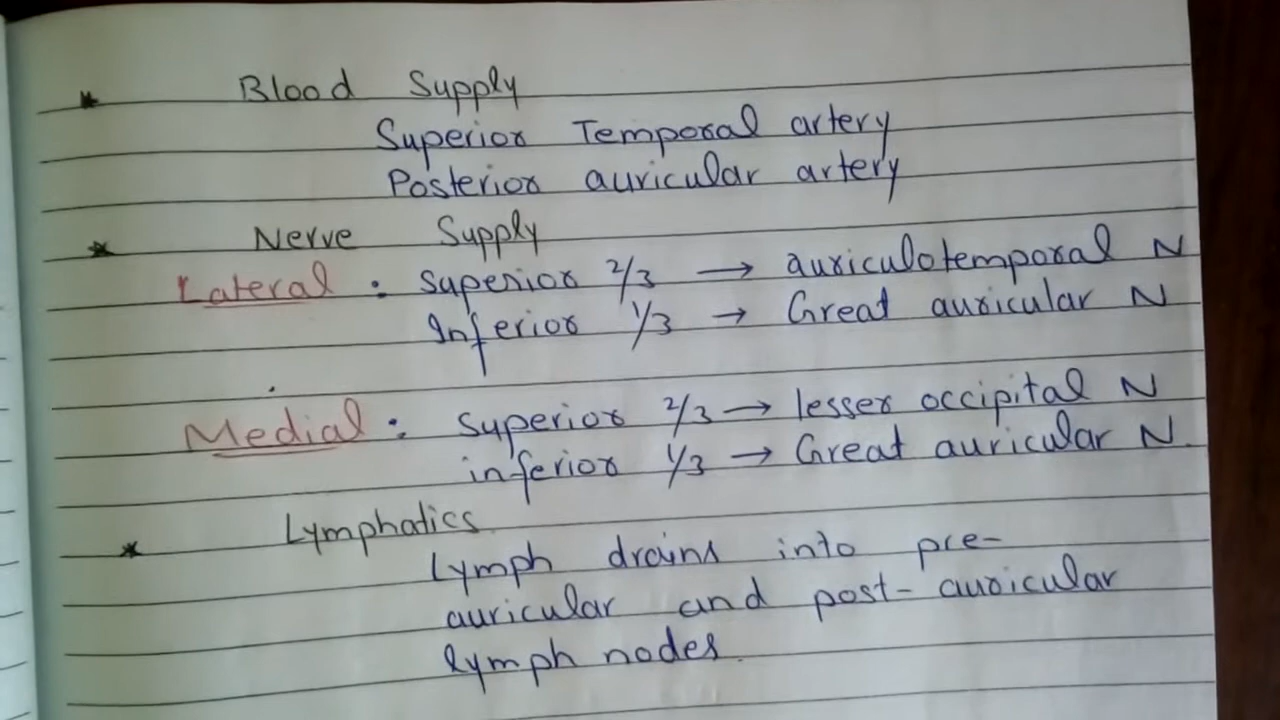 * Blood Supply
Superior Temporal artery
Posterior auricular artery
* Nerve Supply
Lateral : Superior 2/3 → auriculotemporal N
Inferior 1/3 → Great auricular N
Medial : Superior 2/3 → lesser occipital N
inferior 1/3 → Great auricular N.
* Lymphatics
Lymph drains into pre-
auricular and post-auricular
lymph nodes.